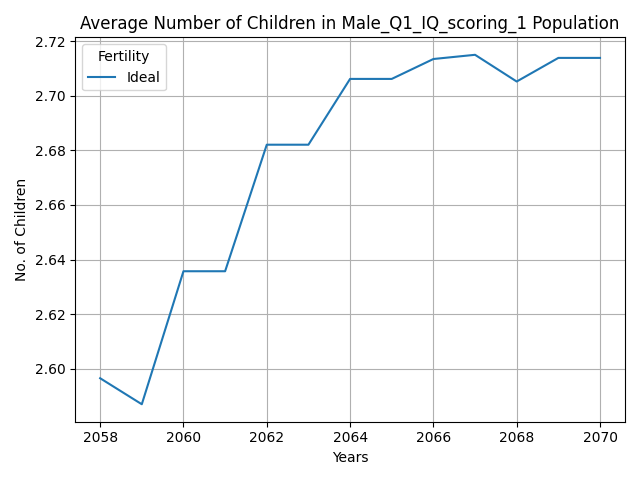 Average Number of Children in Male_Q1_IQ_scoring_1 Population
Fertility
Ideal
No. of Children
2.72
2.70
2.68
2.66
2.64
2.62
2.60
2058 2060 2062 2064 2066 2068 2070
Years